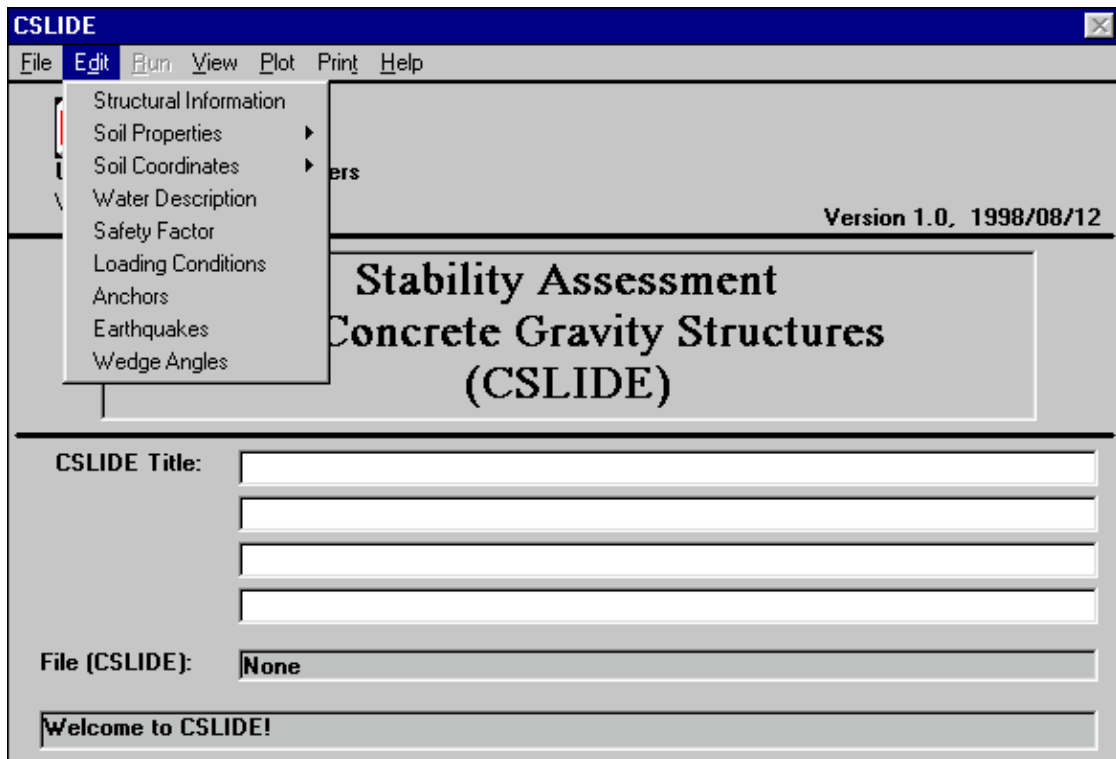 CSLIDE
File Edit Run View Plot Print Help
Structural Information
Soil Properties
Soil Coordinates
Water Description
Safety Factor
Loading Conditions
Anchors
Earthquakes
Wedge Angles
ers
Version 1.0, 1998/08/12
Stability Assessment
Concrete Gravity Structures
(CSLIDE)
CSLIDE Title:
File (CSLIDE): None
Welcome to CSLIDE!